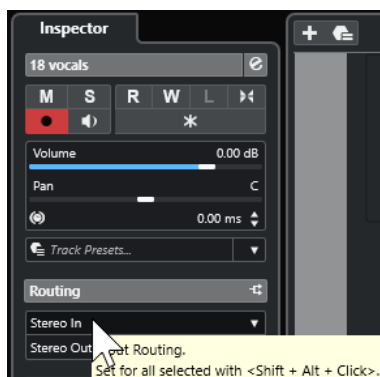 Inspector
18 vocals
M S R W L
Volume 0.00 dB
Pan C
0.00 ms
Track Presets...
Routing
Stereo In
Stereo Out
Routing.
Set for all selected with <Shift + Alt + Click>.